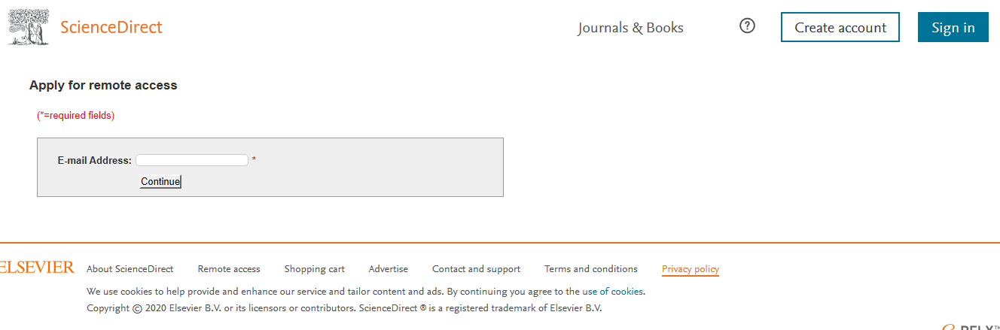 ScienceDirect
Journals & Books
?
Create account
Sign in
Apply for remote access
(*=required fields)
E-mail Address: *
Continue
ELSEVIER
About ScienceDirect Remote access Shopping cart Advertise Contact and support Terms and conditions Privacy policy
We use cookies to help provide and enhance our service and tailor content and ads. By continuing you agree to the use of cookies.
Copyright © 2020 Elsevier B.V. or its licensors or contributors. ScienceDirect ® is a registered trademark of Elsevier B.V.